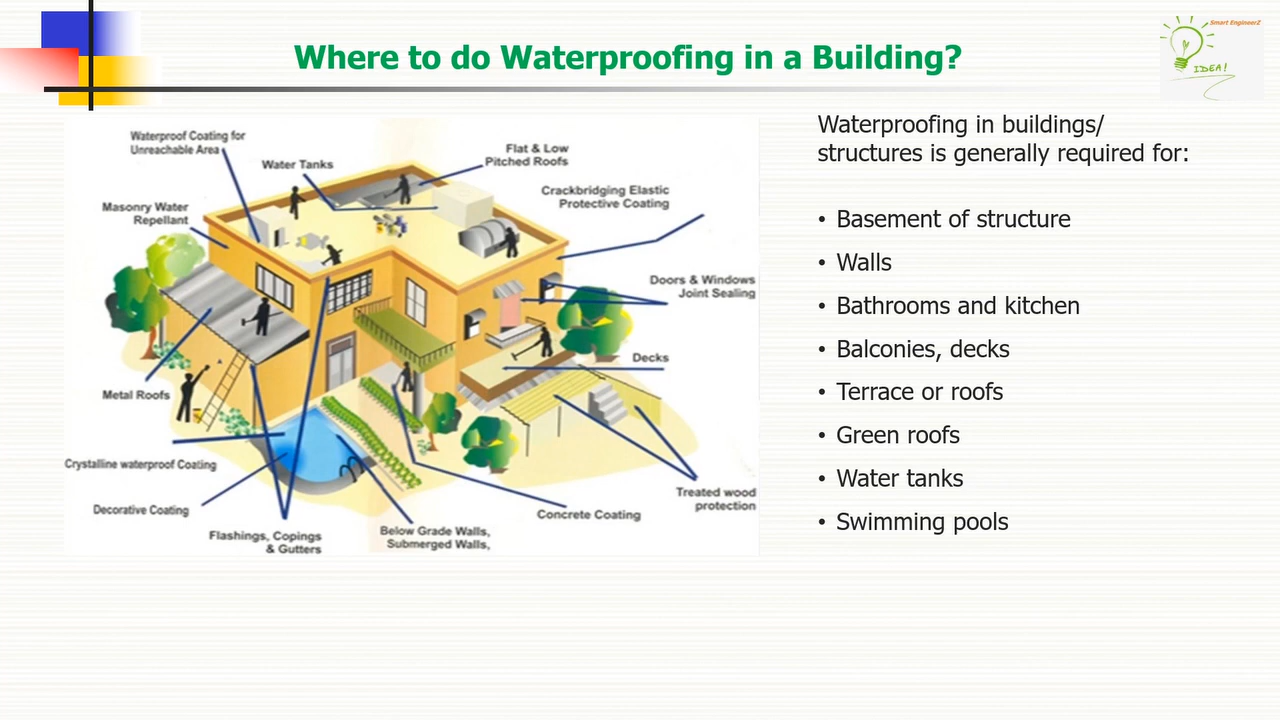 Where to do Waterproofing in a Building?
Smart EngineerZ
IDEA!
Waterproof Coating for
Unreachable Area
Water Tanks
Flat & Low
Pitched Roofs
Crackbridging Elastic
Protective Coating
Masonry Water
Repellant
Doors & Windows
Joint Sealing
Decks
Metal Roofs
Crystalline waterproof Coating
Decorative Coating
Flashings, Copings
& Gutters
Below Grade Walls,
Submerged Walls,
Concrete Coating
Treated wood
protection
Waterproofing in buildings/
structures is generally required for:
• Basement of structure
• Walls
• Bathrooms and kitchen
• Balconies, decks
• Terrace or roofs
• Green roofs
• Water tanks
• Swimming pools